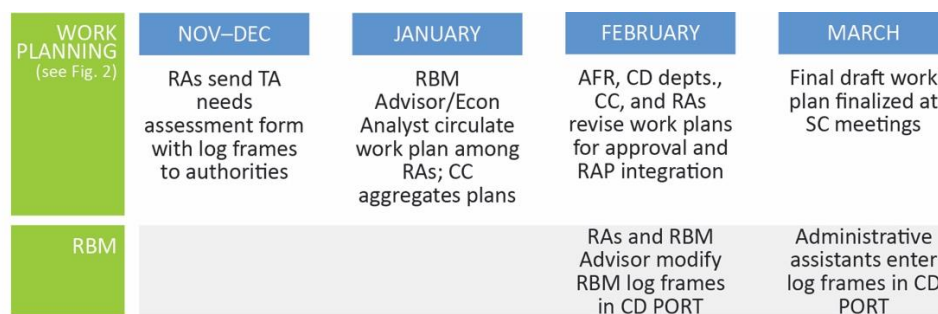 WORK
PLANNING
(see Fig. 2)
NOV–DEC
RAs send TA
needs
assessment form
with log frames
to authorities
JANUARY
RBM
Advisor/Econ
Analyst circulate
work plan among
RAs; CC
aggregates plans
FEBRUARY
AFR, CD depts.,
CC, and RAs
revise work plans
for approval and
RAP integration
MARCH
Final draft work
plan finalized at
SC meetings
RBM
RAs and RBM
Advisor modify
RBM log frames
in CD PORT
Administrative
assistants enter
log frames in CD
PORT